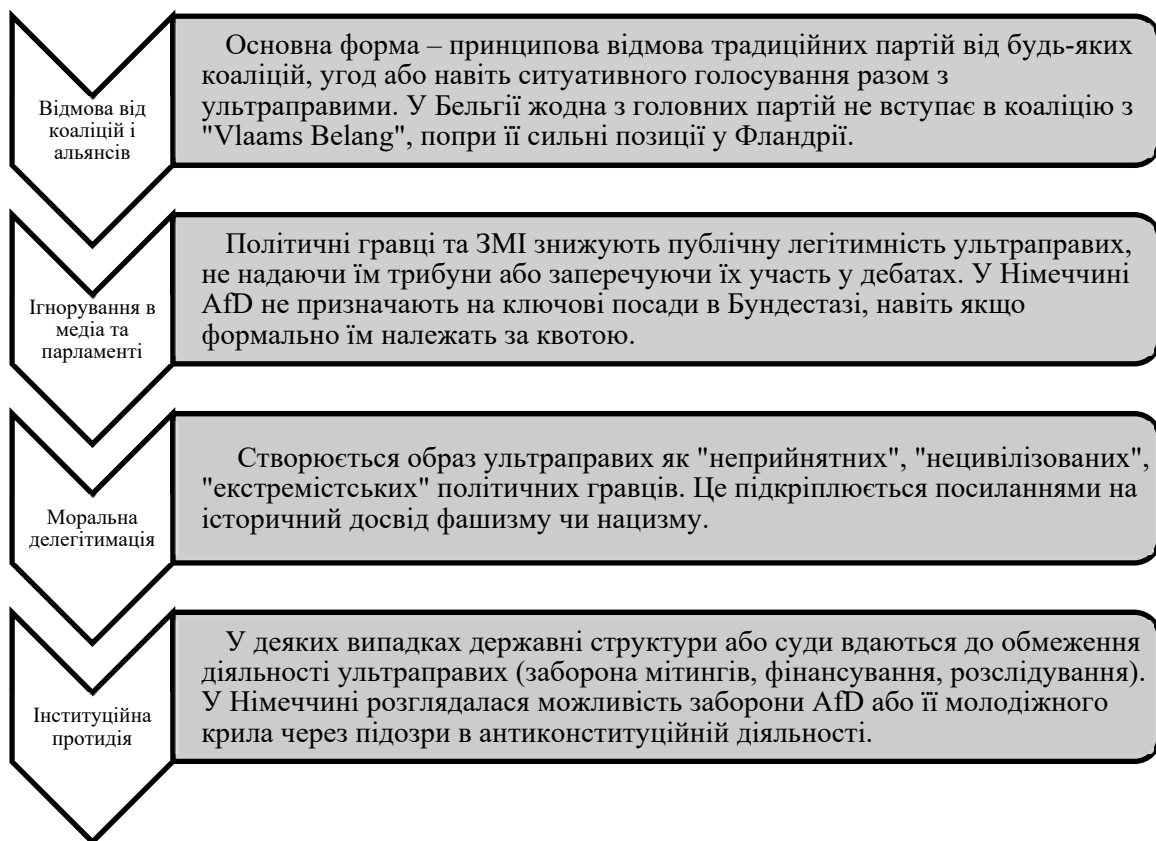 Відмова від
коаліцій і
альянсів
Основна форма – принципова відмова традиційних партій від будь-яких
коаліцій, угод або навіть ситуативного голосування разом з
ультраправими. У Бельгії жодна з головних партій не вступає в коаліцію з
"Vlaams Belang", попри її сильні позиції у Фландрії.
Ігнорування в
медіа та
парламенті
Політичні гравці та ЗМІ знижують публічну легітимність ультраправих,
не надаючи їм трибуни або заперечуючи їх участь у дебатах. У Німеччині
AfD не призначають на ключові посади в Бундестазі, навіть якщо
формально їм належать за квотою.
Моральна
делегітимація
Створюється образ ультраправих як "неприйнятних", "нецивілізованих",
"екстремістських" політичних гравців. Це підкріплюється посиланнями на
історичний досвід фашизму чи нацизму.
Інституційна
протидія
У деяких випадках державні структури або суди вдаються до обмеження
діяльності ультраправих (заборона мітингів, фінансування, розслідування).
У Німеччині розглядалася можливість заборони AfD або її молодіжного
крила через підозри в антиконституційній діяльності.